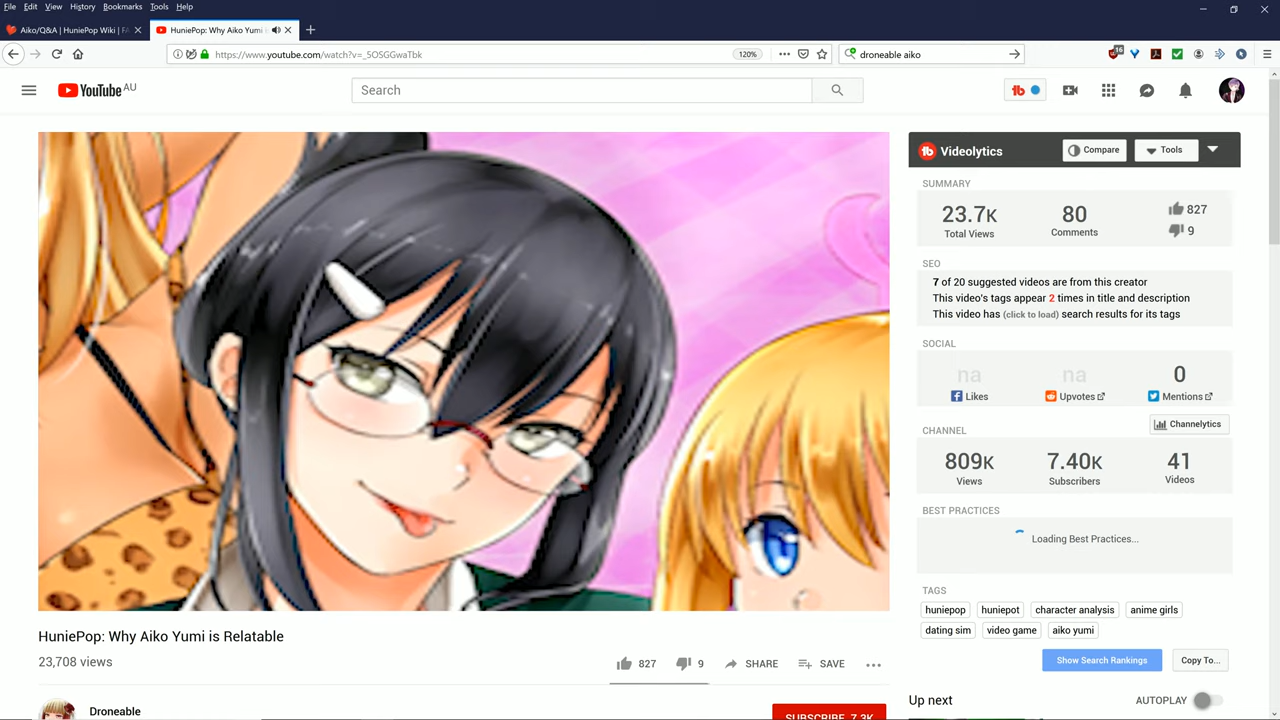 File Edit View History Bookmarks Tools Help
Aiko/Q&A | HuniePop Wiki | FA
HuniePop: Why Aiko Yumi is
https://www.youtube.com/watch?v=_5OSGGwaTbk
120%
droneable aiko
16
YouTube AU
Search
Videolytics
Compare
Tools
SUMMARY
23.7K
Total Views
80
Comments
827
9
SEO
7 of 20 suggested videos are from this creator
This video's tags appear 2 times in title and description
This video has (click to load) search results for its tags
SOCIAL
na
Likes
na
Upvotes
0
Mentions
CHANNEL
Channelytics
809K
Views
7.40K
Subscribers
41
Videos
BEST PRACTICES
Loading Best Practices...
TAGS
huniepop huniepot character analysis anime girls
dating sim video game aiko yumi
Show Search Rankings
Copy To...
HuniePop: Why Aiko Yumi is Relatable
23,708 views
827 9 SHARE SAVE
Up next
AUTOPLAY
Droneable
SUBSCRIBE 7.3K